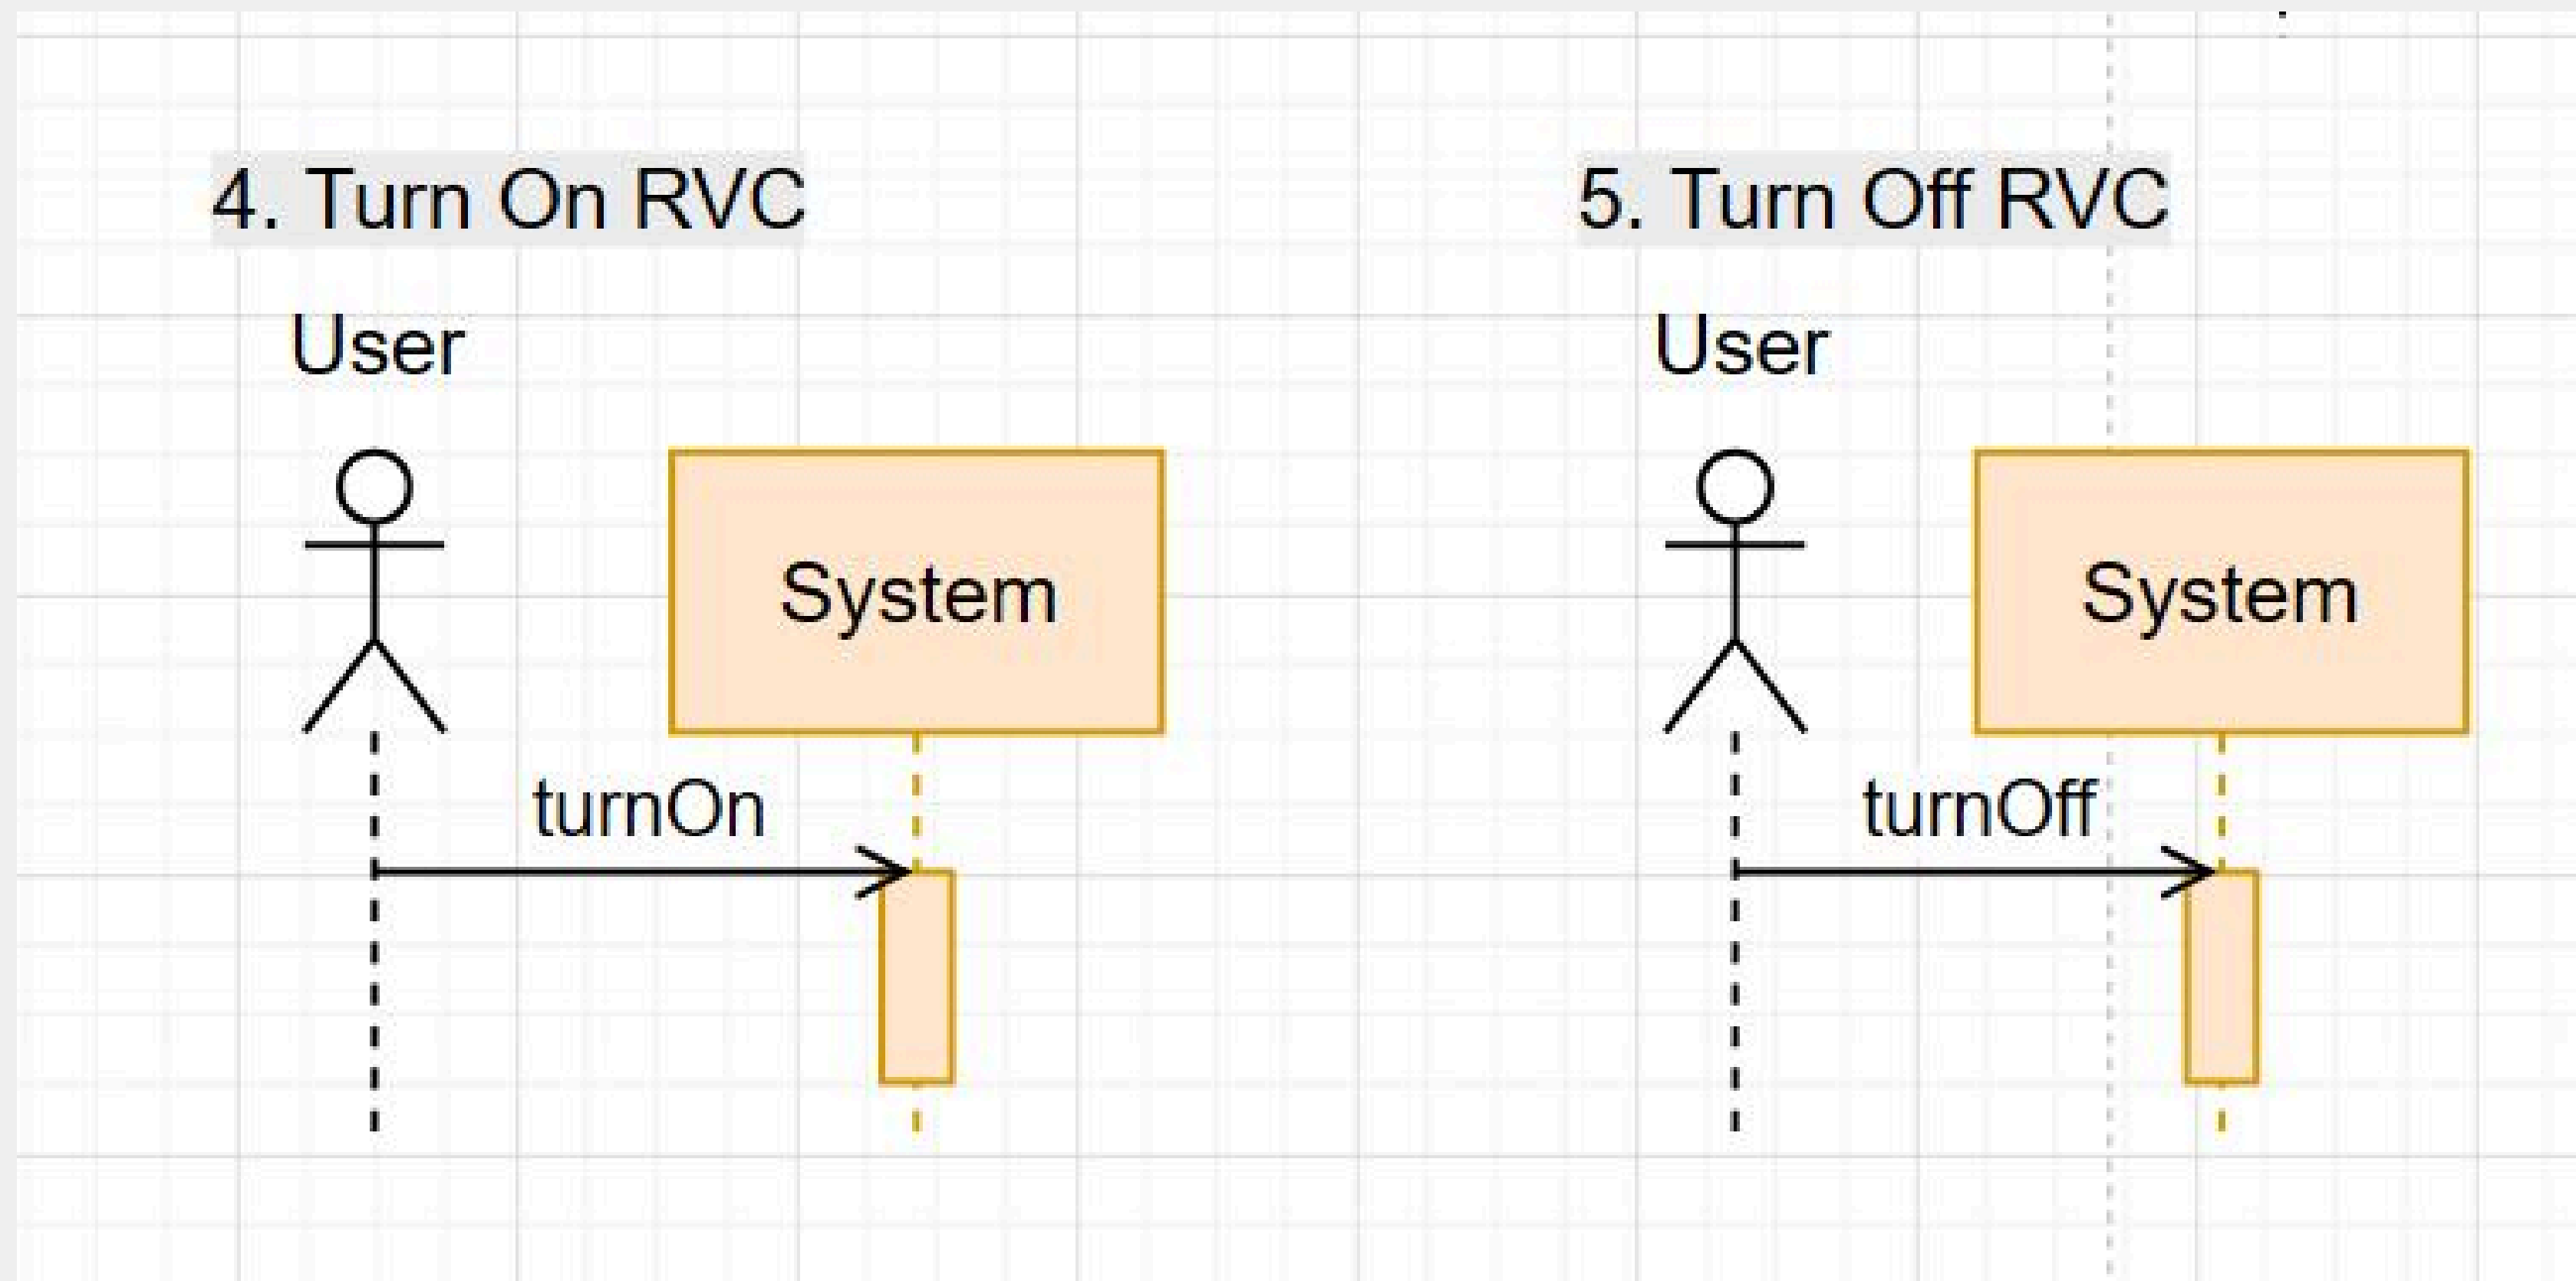 4. Turn On RVC
User
System
turnOn
5. Turn Off RVC
User
System
turnOff